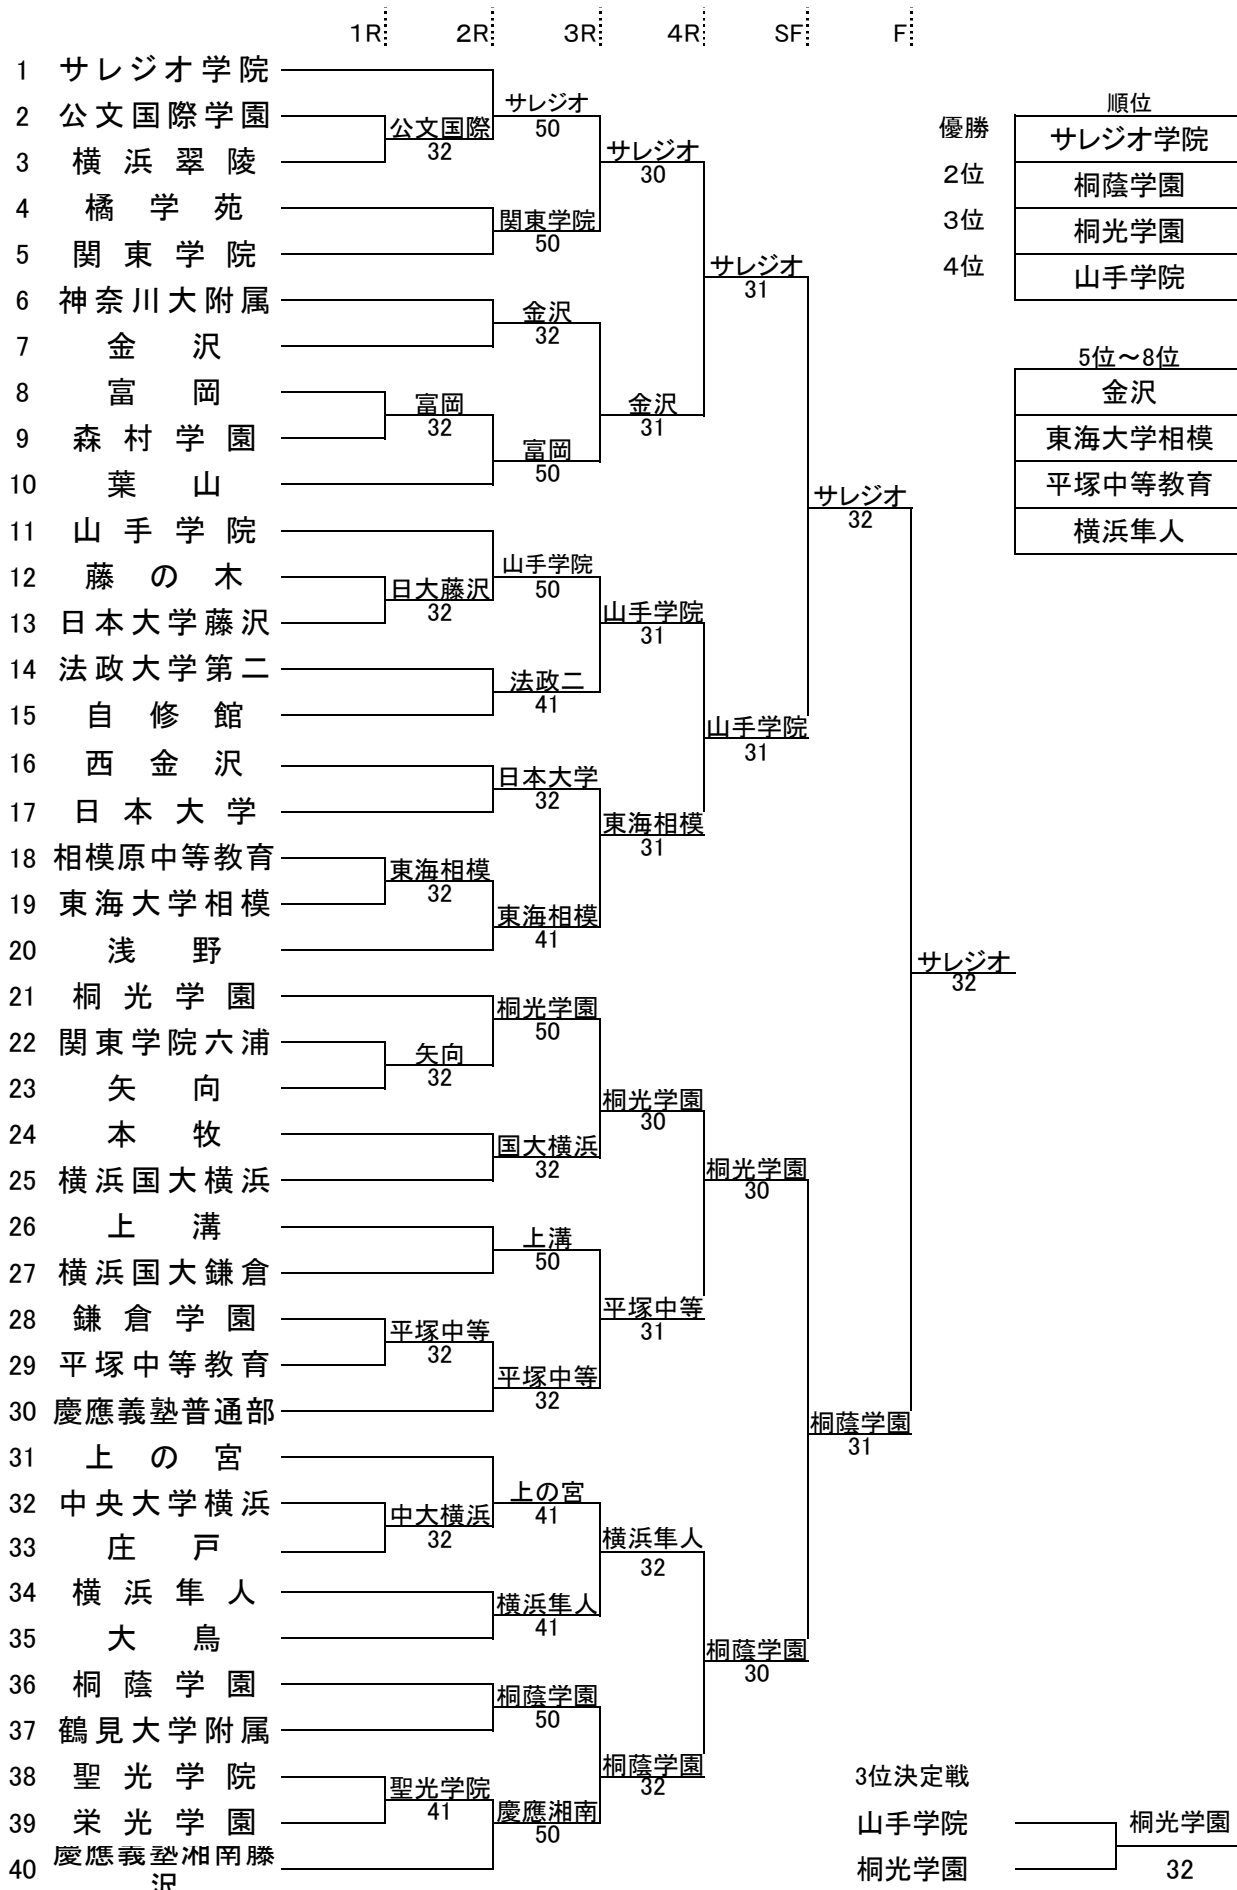 1R 2R 3R 4R SF F
1 サレジオ学院
2 公文国際学園
3 横浜翠陵
4 橘学苑
5 関東学院
6 神奈川大附属
7 金沢
8 富岡
9 森村学園
10 葉山
11 山手学院
12 藤の木
13 日本大学藤沢
14 法政大学第二
15 自修館
16 西金沢
17 日本大学
18 相模原中等教育
19 東海大学相模
20 浅野
21 桐光学園
22 関東学院六浦
23 矢向
24 本牧
25 横浜国大横浜
26 上溝
27 横浜国大鎌倉
28 鎌倉学園
29 平塚中等教育
30 慶應義塾普通部
31 上の宮
32 中央大学横浜
33 庄戸
34 横浜隼人
35 大鳥
36 桐蔭学園
37 鶴見大学附属
38 聖光学院
39 栄光学園
40 慶應義塾湘南藤
沢
公文国際
32
富岡
32
日大藤沢
32
東海相模
32
矢向
32
平塚中等
32
中大横浜
32
聖光学院
41
サレジオ
50
関東学院
50
金沢
32
富岡
50
山手学院
50
法政二
41
日本大学
32
東海相模
41
桐光学園
50
国大横浜
32
上溝
50
平塚中等
32
上の宮
41
横浜隼人
41
桐蔭学園
50
慶應湘南
50
サレジオ
30
金沢
31
山手学院
31
東海相模
31
桐光学園
30
平塚中等
31
横浜隼人
32
桐蔭学園
32
サレジオ
31
山手学院
31
桐光学園
30
桐蔭学園
30
サレジオ
32
桐蔭学園
31
サレジオ
32
順位
優勝 サレジオ学院
2位 桐蔭学園
3位 桐光学園
4位 山手学院
5位～8位
金沢
東海大学相模
平塚中等教育
横浜隼人
3位決定戦
山手学院
桐光学園
桐光学園
32